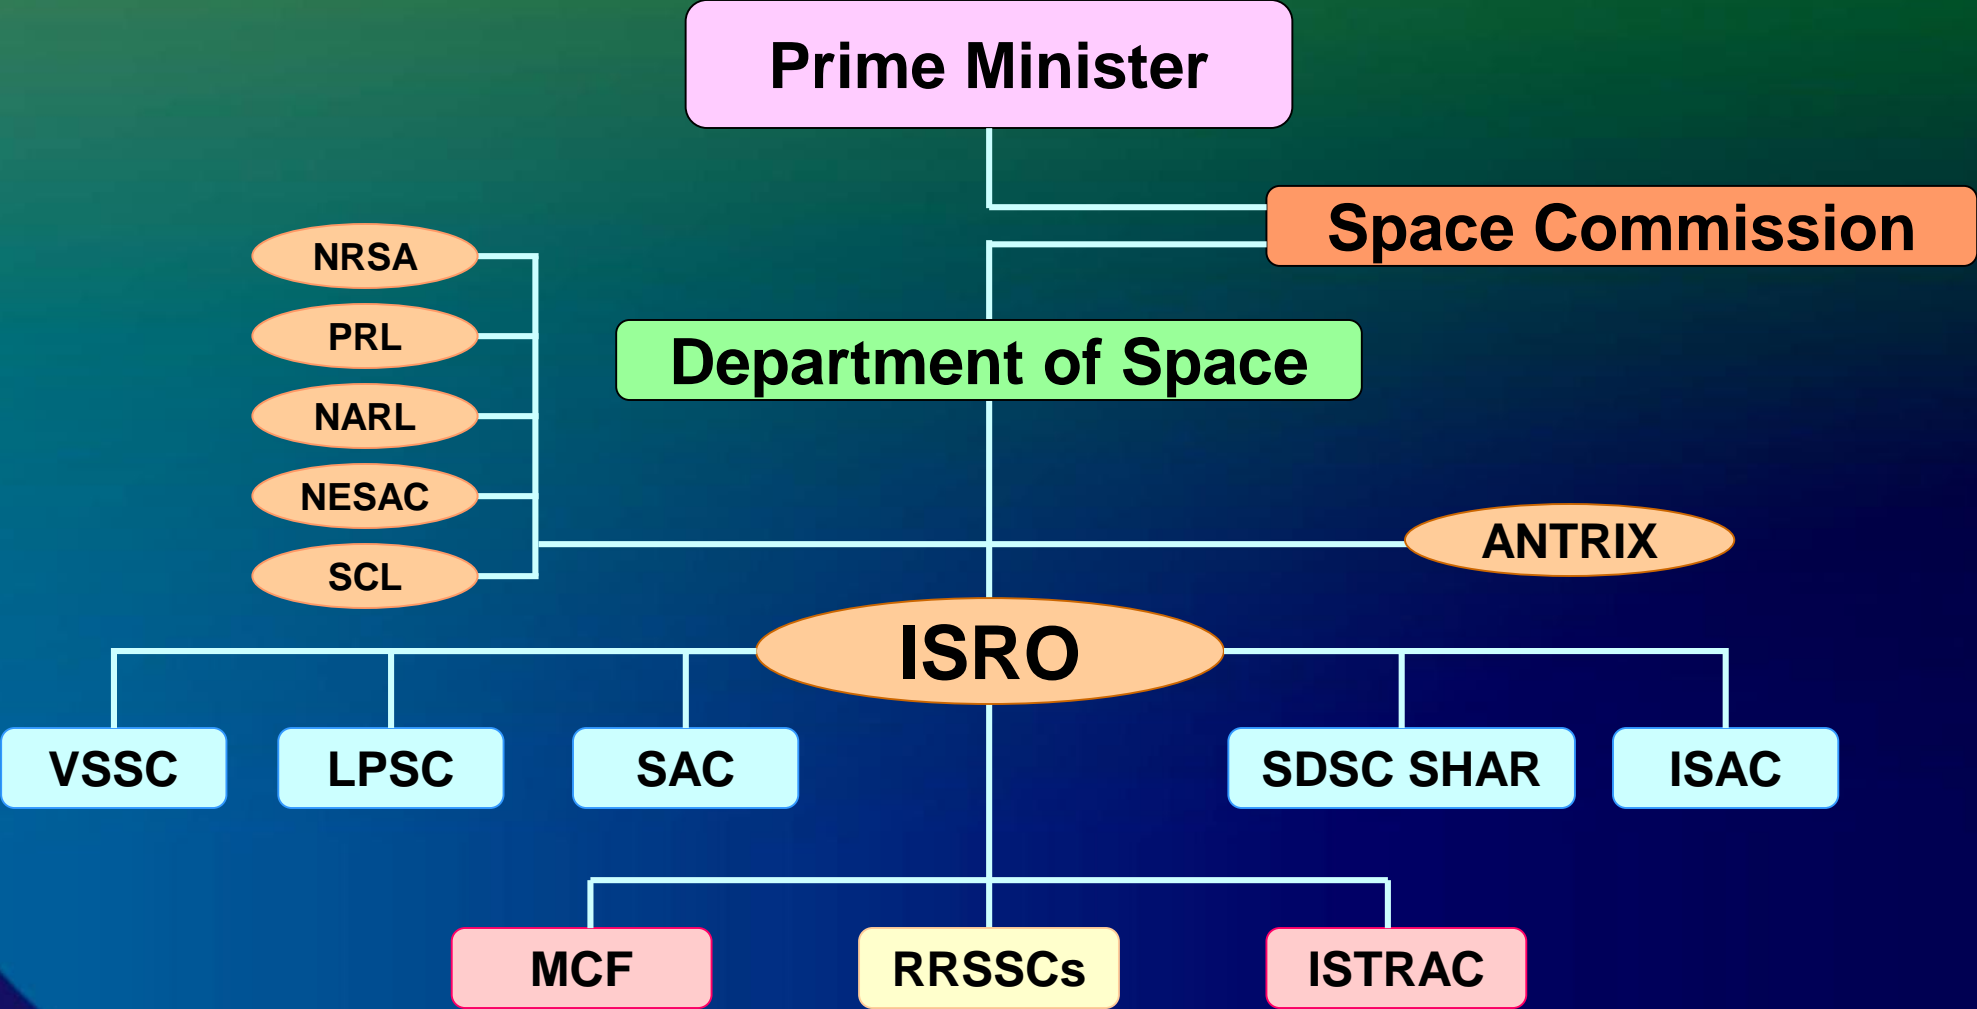 Prime Minister
Space Commission
NRSA
PRL
Department of Space
NARL
NESAC
ANTRIX
SCL
ISRO
VSSC
LPSC
SAC
SDSC SHAR
ISAC
MCF
RRSSCs
ISTRAC